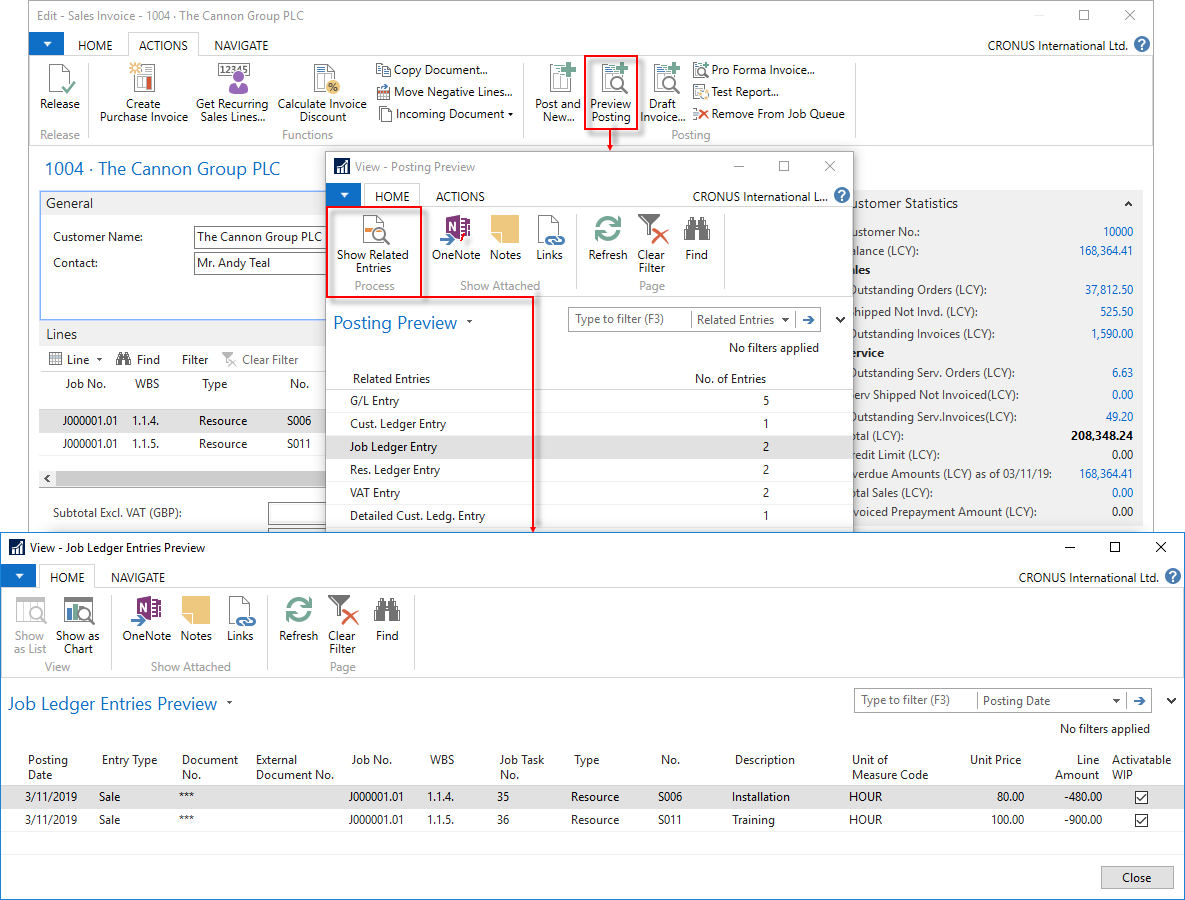 Edit - Sales Invoice - 1004 · The Cannon Group PLC
HOME ACTIONS NAVIGATE CRONUS International Ltd. ?
Release
Release
Create
Purchase Invoice
Get Recurring
Sales Lines...
Calculate Invoice
Discount
Copy Document...
Move Negative Lines...
Incoming Document
Functions
Post and
New...
Preview
Posting
Draft
Invoice...
Pro Forma Invoice...
Test Report...
Remove From Job Queue
Posting
1004 · The Cannon Group PLC
General
Customer Name: The Cannon Group PLC
Contact: Mr. Andy Teal
Lines
Line Find Filter Clear Filter
Job No. WBS Type No.
J000001.01 1.1.4. Resource S006
J000001.01 1.1.5. Resource S011
Subtotal Excl. VAT (GBP):
View - Posting Preview
HOME ACTIONS CRONUS International L... ?
Show Related
Entries
Process
OneNote Notes Links
Show Attached
Refresh
Clear
Filter
Find
Page
Posting Preview
Type to filter (F3) Related Entries
No filters applied
Related Entries No. of Entries
G/L Entry 5
Cust. Ledger Entry 1
Job Ledger Entry 2
Res. Ledger Entry 2
VAT Entry 2
Detailed Cust. Ledg. Entry 1
ustomer Statistics
ustomer No.: 10000
alance (LCY): 168,364.41
les
Outstanding Orders (LCY): 37,812.50
hipped Not Invd. (LCY): 525.50
Outstanding Invoices (LCY): 1,590.00
ervice
Outstanding Serv. Orders (LCY): 6.63
erv Shipped Not Invoiced(LCY): 0.00
Outstanding Serv.Invoices(LCY): 49.20
otal (LCY): 208,348.24
redit Limit (LCY): 0.00
verdue Amounts (LCY) as of 03/11/19: 168,364.41
otal Sales (LCY): 0.00
voiced Prepayment Amount (LCY): 0.00
View - Job Ledger Entries Preview
HOME NAVIGATE CRONUS International Ltd. ?
Show
as List
Show as
Chart
View
OneNote Notes Links
Show Attached
Refresh
Clear
Filter
Find
Page
Job Ledger Entries Preview
Type to filter (F3) Posting Date
No filters applied
Posting Date Entry Type Document No. External Document No. Job No. WBS Job Task No. Type No. Description Unit of Measure Code Unit Price Line Amount Activatable WIP
3/11/2019 Sale *** J000001.01 1.1.4. 35 Resource S006 Installation HOUR 80.00 -480.00
3/11/2019 Sale *** J000001.01 1.1.5. 36 Resource S011 Training HOUR 100.00 -900.00
Close